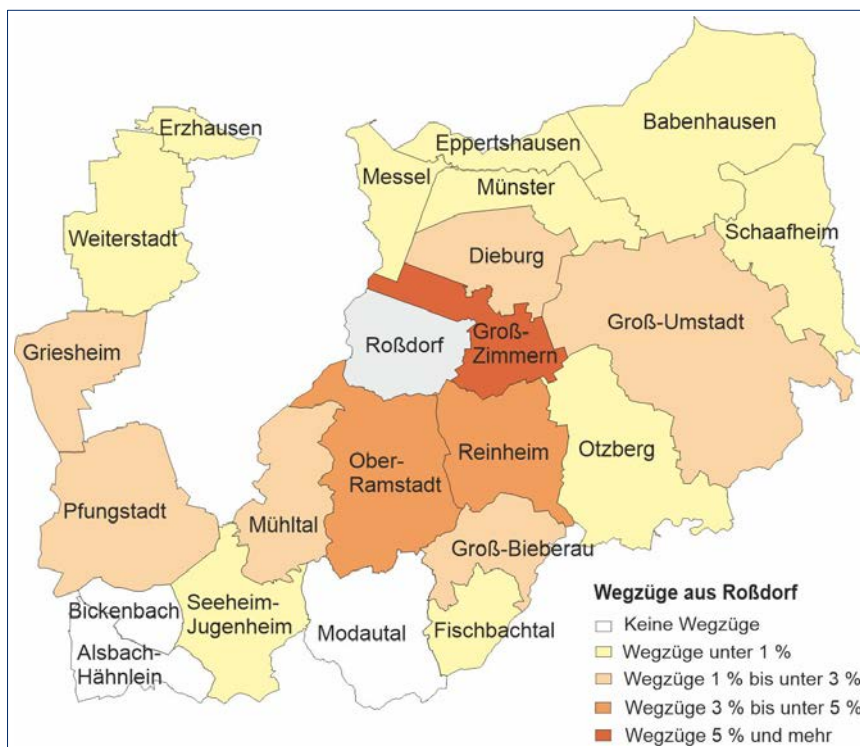 Erzhausen
Babenhausen
Eppertshausen
Messel
Münster
Weiterstadt
Schaafheim
Dieburg
Groß-Umstadt
Griesheim
Roßdorf
Groß-
Zimmern
Otzberg
Reinheim
Ober-
Ramstadt
Pfungstadt
Mühltal
Groß-Bieberau
Bickenbach
Seeheim-
Jugenheim
Modautal
Fischbachtal
Alsbach-
Hähnlein
Wegzüge aus Roßdorf
Keine Wegzüge
Wegzüge unter 1 %
Wegzüge 1 % bis unter 3 %
Wegzüge 3 % bis unter 5 %
Wegzüge 5 % und mehr